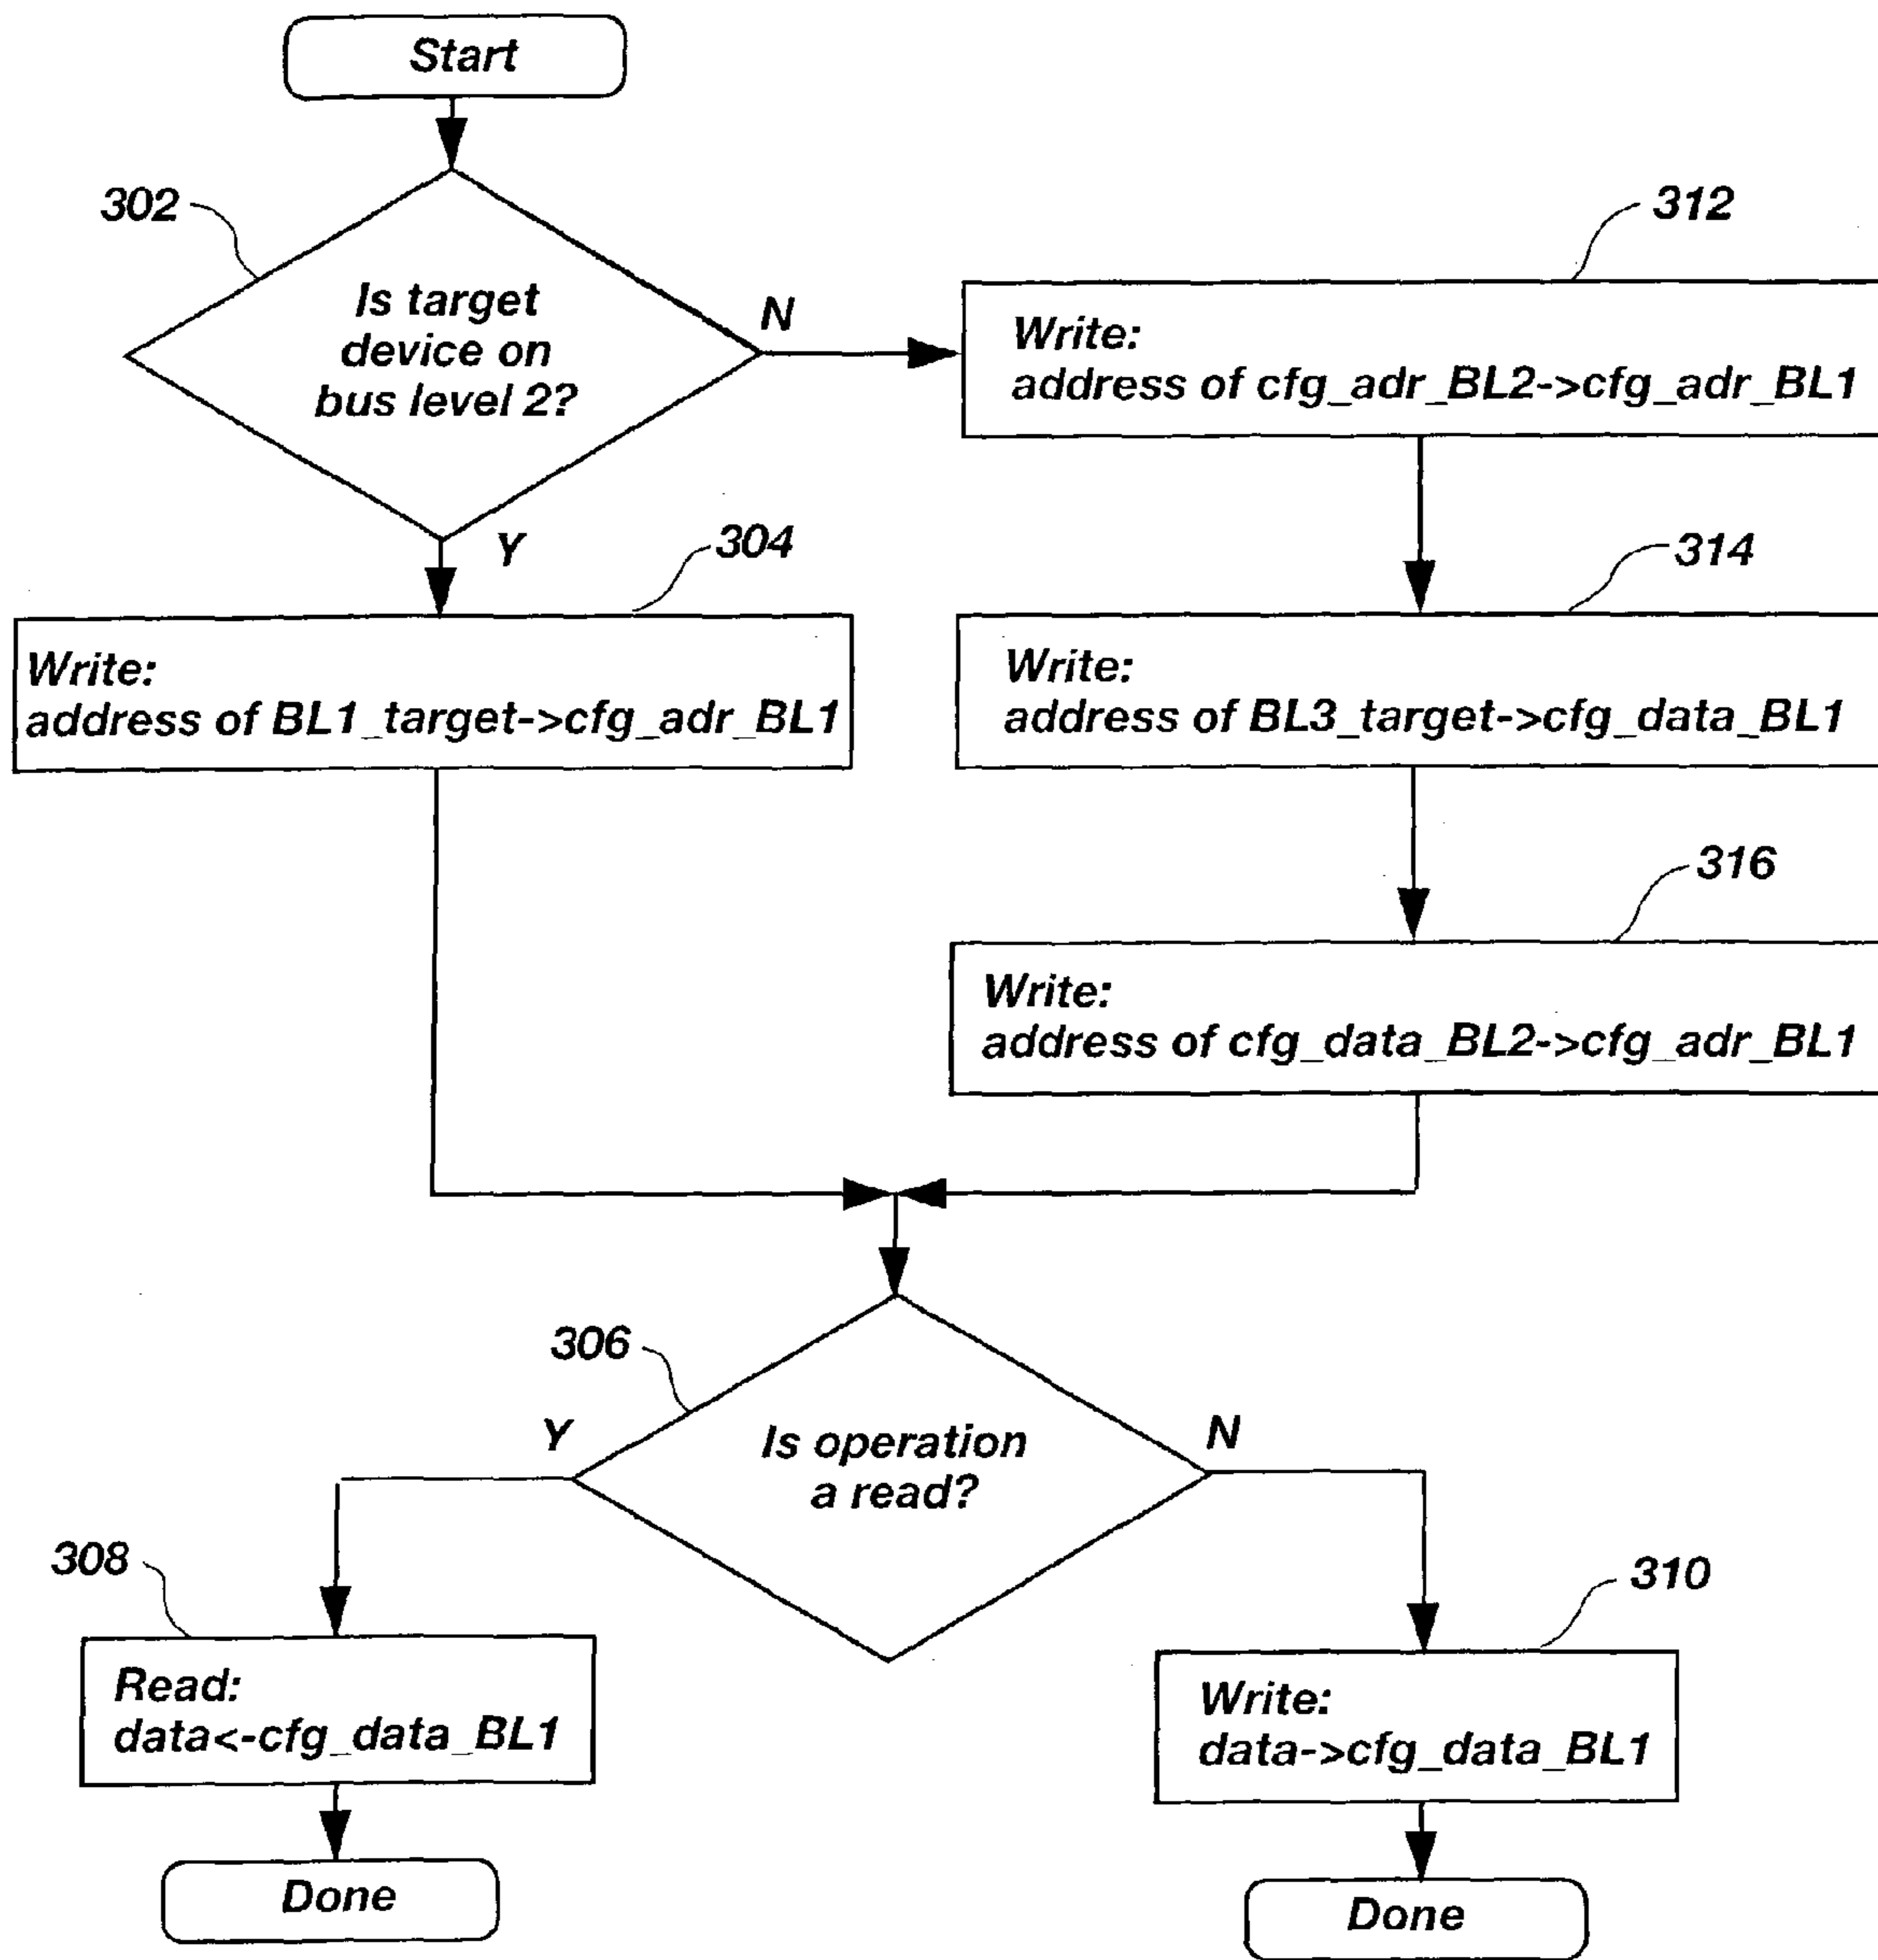 Start
302
Is target
device on
bus level 2?
N
Y
312
Write:
address of cfg_adr_BL2->cfg_adr_BL1
304
Write:
address of BL1_target->cfg_adr_BL1
314
Write:
address of BL3_target->cfg_data_BL1
316
Write:
address of cfg_data_BL2->cfg_adr_BL1
306
Is operation
a read?
Y
N
308
Read:
data<-cfg_data_BL1
Done
310
Write:
data->cfg_data_BL1
Done